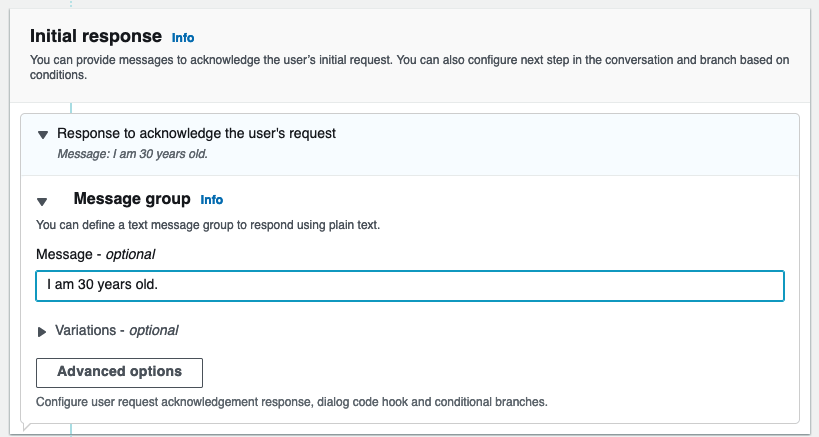 Initial response Info
You can provide messages to acknowledge the user's initial request. You can also configure next step in the conversation and branch based on
conditions.
Response to acknowledge the user's request
Message: I am 30 years old.
Message group Info
You can define a text message group to respond using plain text.
Message - optional
I am 30 years old.
Variations - optional
Advanced options
Configure user request acknowledgement response, dialog code hook and conditional branches.